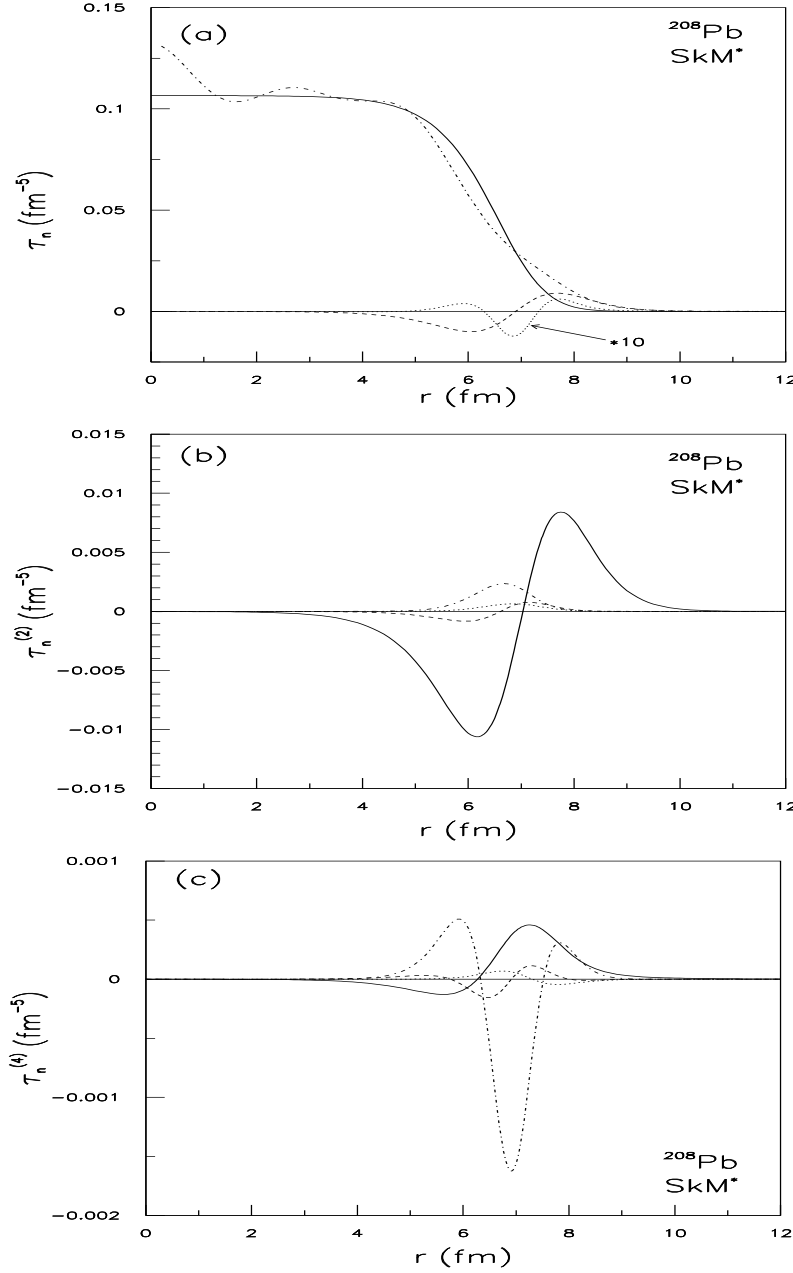 0.15
(a)
²⁰⁸Pb
SkM*
0.1
τₙ (fm⁻⁵)
0.05
0
*10
0 2 4 6 8 10 12
r (fm)
0.015
(b)
²⁰⁸Pb
SkM*
0.01
0.005
τₙ⁽²⁾ (fm⁻⁵)
0
−0.005
−0.01
−0.015
0 2 4 6 8 10 12
r (fm)
0.001
(c)
0
τₙ⁽⁴⁾ (fm⁻⁵)
−0.001
²⁰⁸Pb
SkM*
−0.002
0 2 4 6 8 10 12
r (fm)